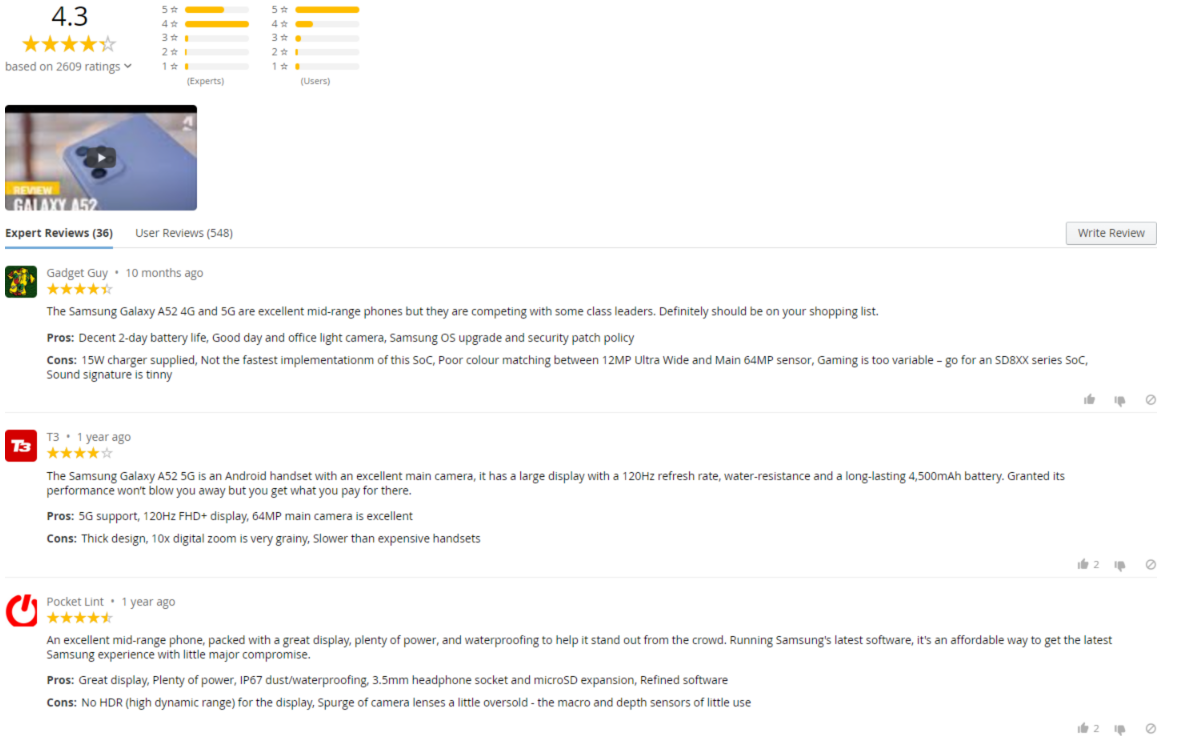 4.3
based on 2609 ratings
5
4
3
2
1
(Experts)
5
4
3
2
1
(Users)
REVIEW
GALAXY A52
Expert Reviews (36)
User Reviews (548)
Write Review
Gadget Guy • 10 months ago
The Samsung Galaxy A52 4G and 5G are excellent mid-range phones but they are competing with some class leaders. Definitely should be on your shopping list.
Pros: Decent 2-day battery life, Good day and office light camera, Samsung OS upgrade and security patch policy
Cons: 15W charger supplied, Not the fastest implementationm of this SoC, Poor colour matching between 12MP Ultra Wide and Main 64MP sensor, Gaming is too variable – go for an SD8XX series SoC,
Sound signature is tinny
T3
T3 • 1 year ago
The Samsung Galaxy A52 5G is an Android handset with an excellent main camera, it has a large display with a 120Hz refresh rate, water-resistance and a long-lasting 4,500mAh battery. Granted its
performance won't blow you away but you get what you pay for there.
Pros: 5G support, 120Hz FHD+ display, 64MP main camera is excellent
Cons: Thick design, 10x digital zoom is very grainy, Slower than expensive handsets
2
Pocket Lint • 1 year ago
An excellent mid-range phone, packed with a great display, plenty of power, and waterproofing to help it stand out from the crowd. Running Samsung's latest software, it's an affordable way to get the latest
Samsung experience with little major compromise.
Pros: Great display, Plenty of power, IP67 dust/waterproofing, 3.5mm headphone socket and microSD expansion, Refined software
Cons: No HDR (high dynamic range) for the display, Spurge of camera lenses a little oversold - the macro and depth sensors of little use
2